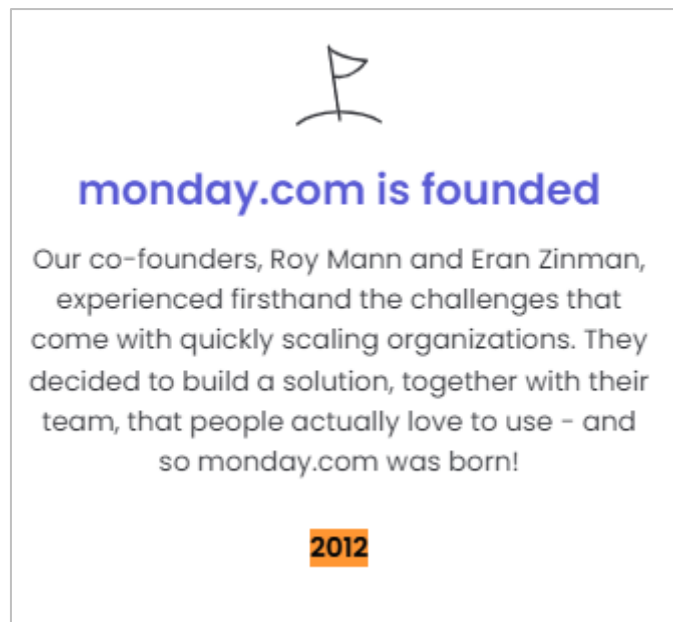 monday.com is founded
Our co-founders, Roy Mann and Eran Zinman,
experienced firsthand the challenges that
come with quickly scaling organizations. They
decided to build a solution, together with their
team, that people actually love to use - and
so monday.com was born!
2012